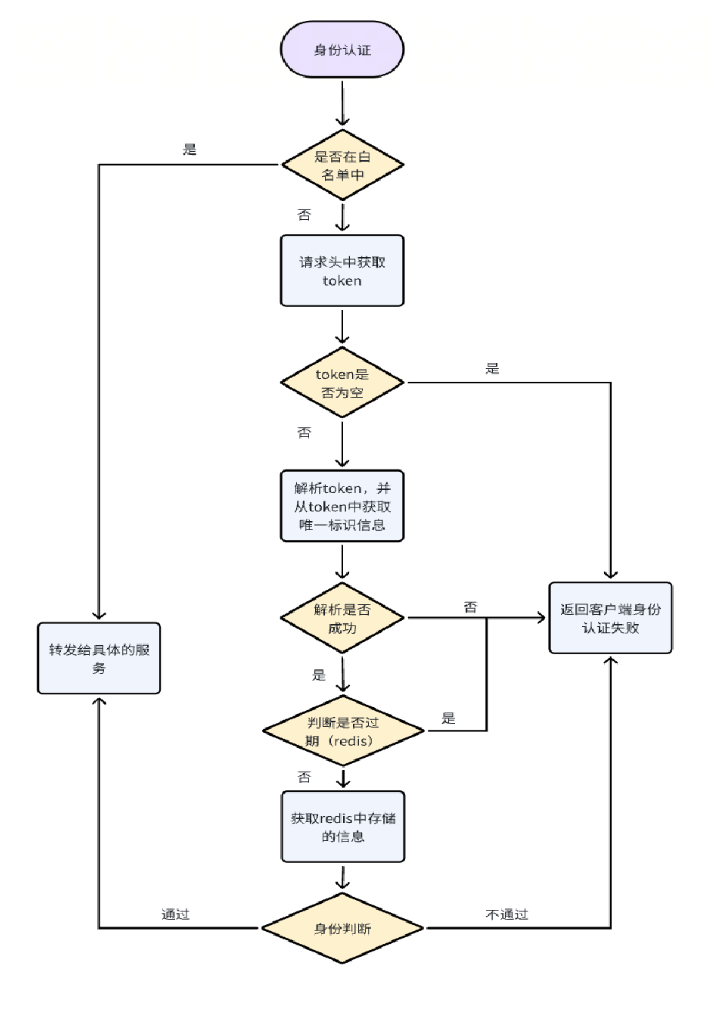 身份认证
是
是否在白
名单中
否
请求头中获取
token
token是
否为空
是
否
解析token，并
从token中获取
唯一标识信息
解析是否
成功
否
返回客户端身份
认证失败
转发给具体的服
务
是
判断是否过
期（redis）
是
否
获取redis中存储
的信息
通过
身份判断
不通过